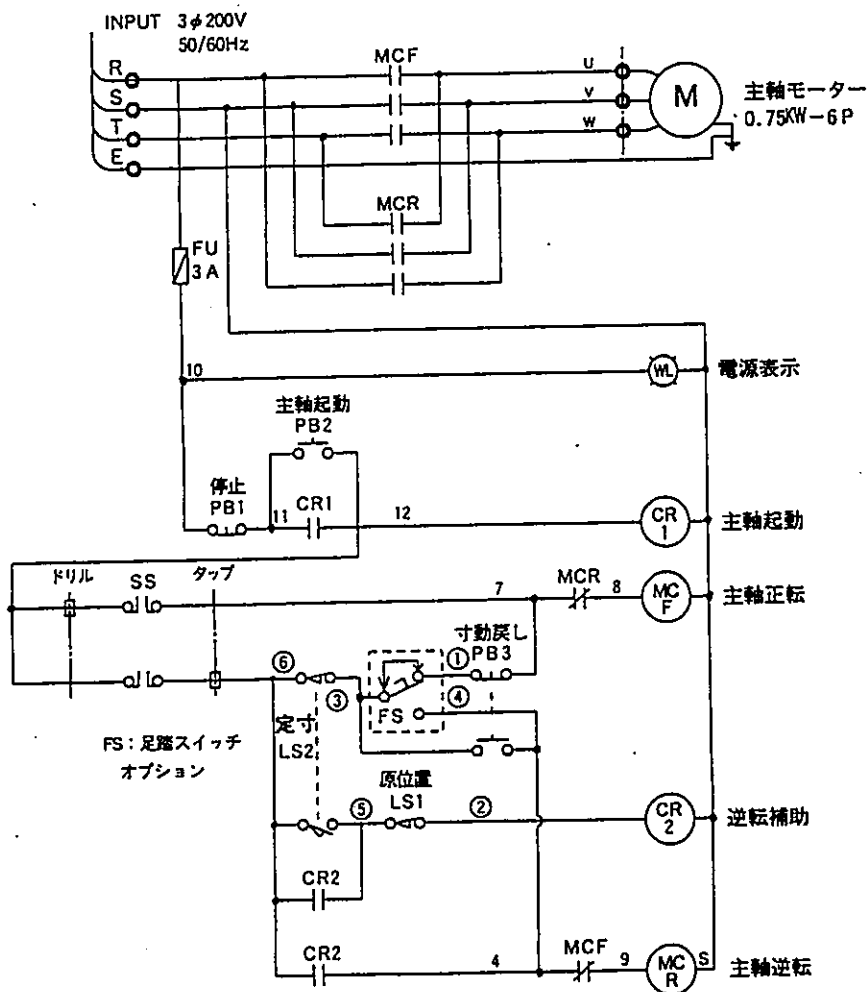 INPUT 3φ200V
50/60Hz
MCF
R
U
S
V
M
主軸モーター
0.75KW-6P
T
W
E
MCR
FU
3A
10
WL
電源表示
主軸起動
PB2
停止
PB1
11
CR1
12
CR
1
主軸起動
ドリル
SS
タップ
7
MCR
8
MC
F
主軸正転
寸動戻し
PB3
①
⑥
③
④
FS
定寸
LS2
FS:足踏スイッチ
オプション
原位置
LS1
⑤
②
CR
2
逆転補助
CR2
CR2
4
MCF
9
MC
R
S
主軸逆転